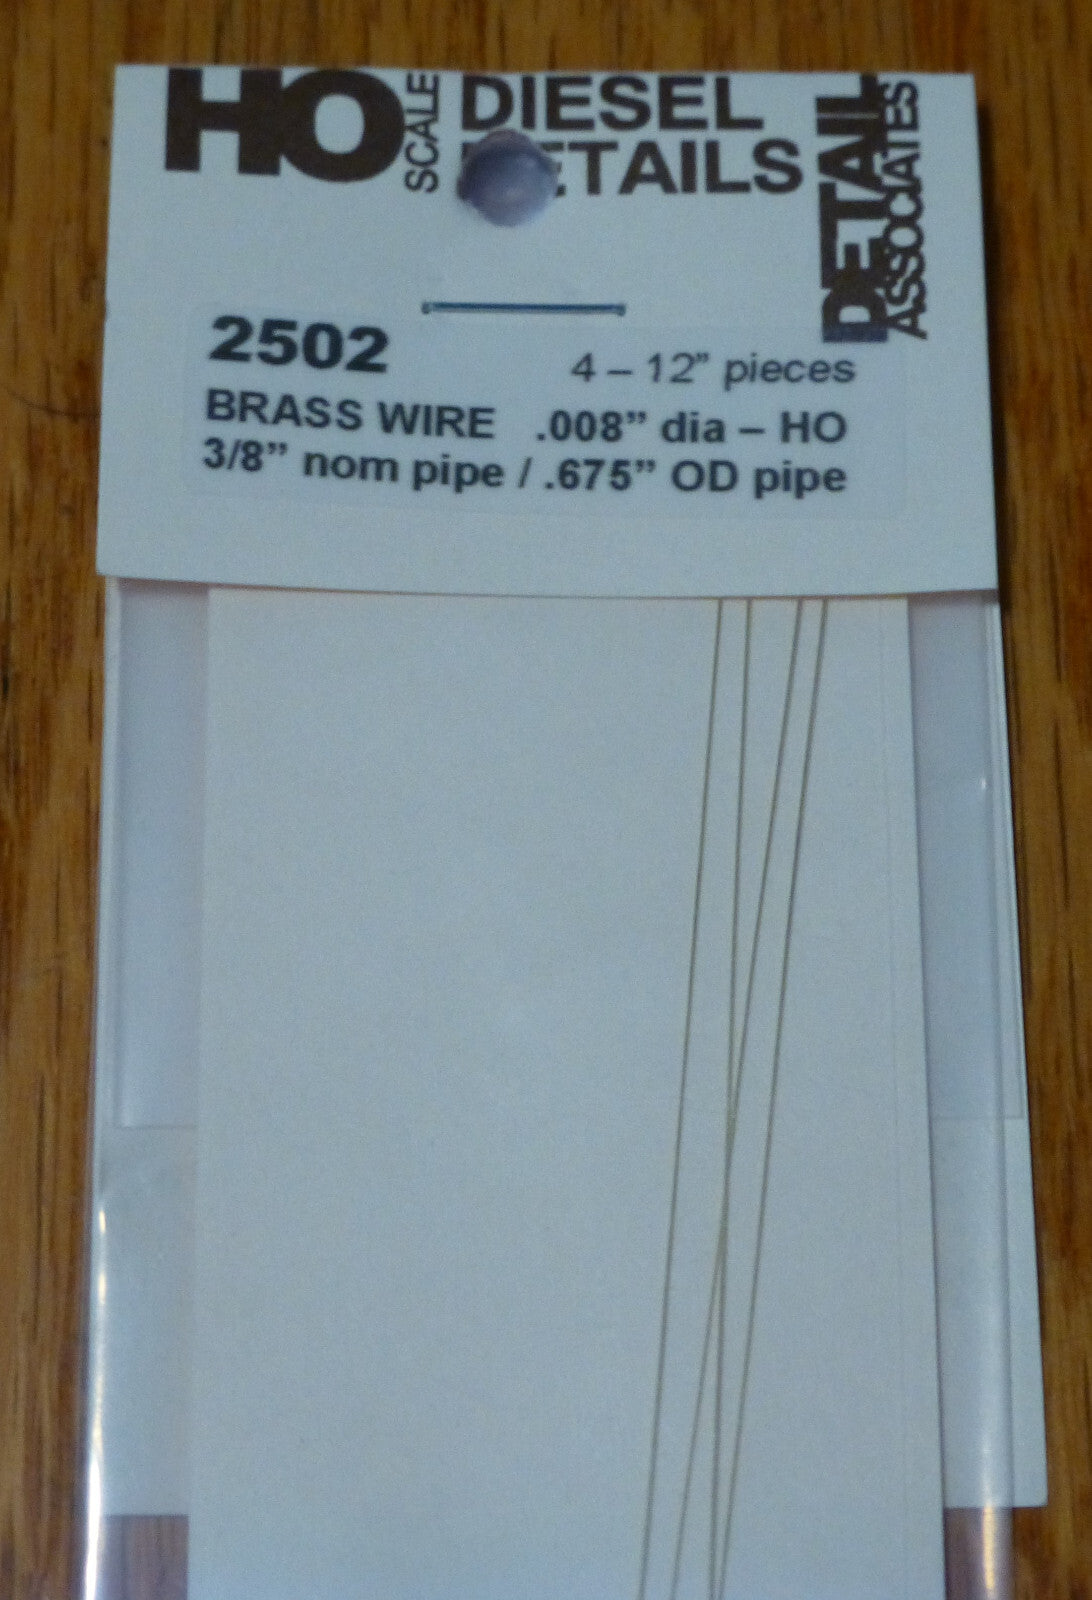 HO SCALE DIESEL DETAILS
DETAIL ASSOCIATES
2502 4 – 12” pieces
BRASS WIRE .008” dia – HO
3/8” nom pipe / .675” OD pipe